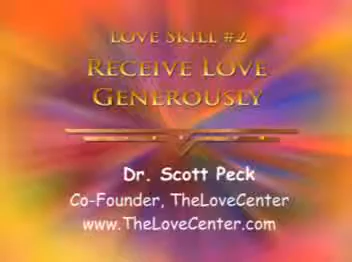 Love Skill #2
Receive Love
Generously
Dr. Scott Peck
Co-Founder, TheLoveCenter
www.TheLoveCenter.com